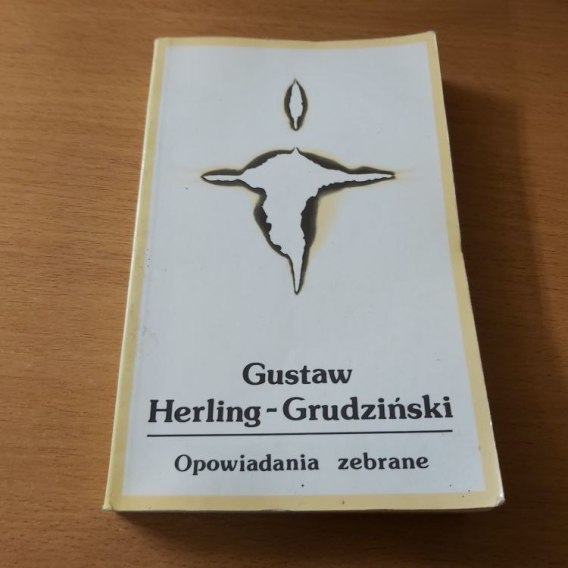 Gustaw
Herling-Grudziński
Opowiadania zebrane